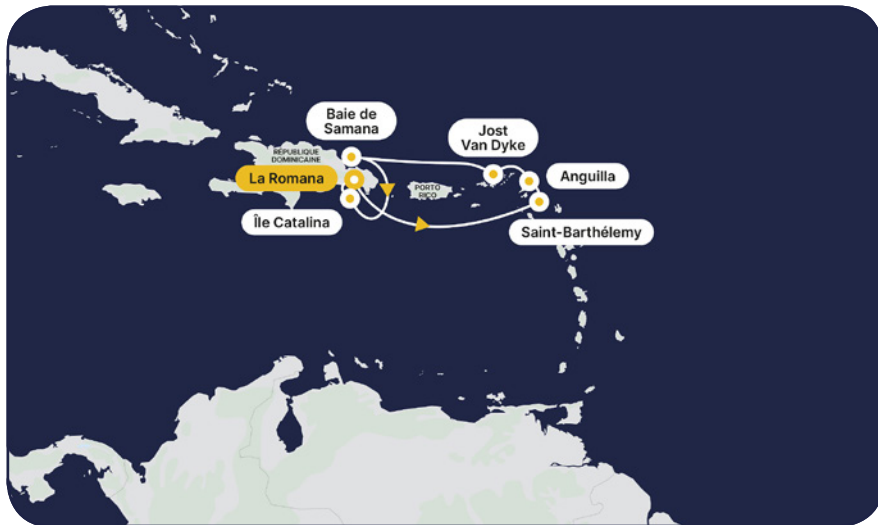 Baie de
Samana
Jost
Van Dyke
RÉPUBLIQUE
DOMINICAINE
La Romana
PORTO
RICO
Anguilla
Île Catalina
Saint-Barthélemy